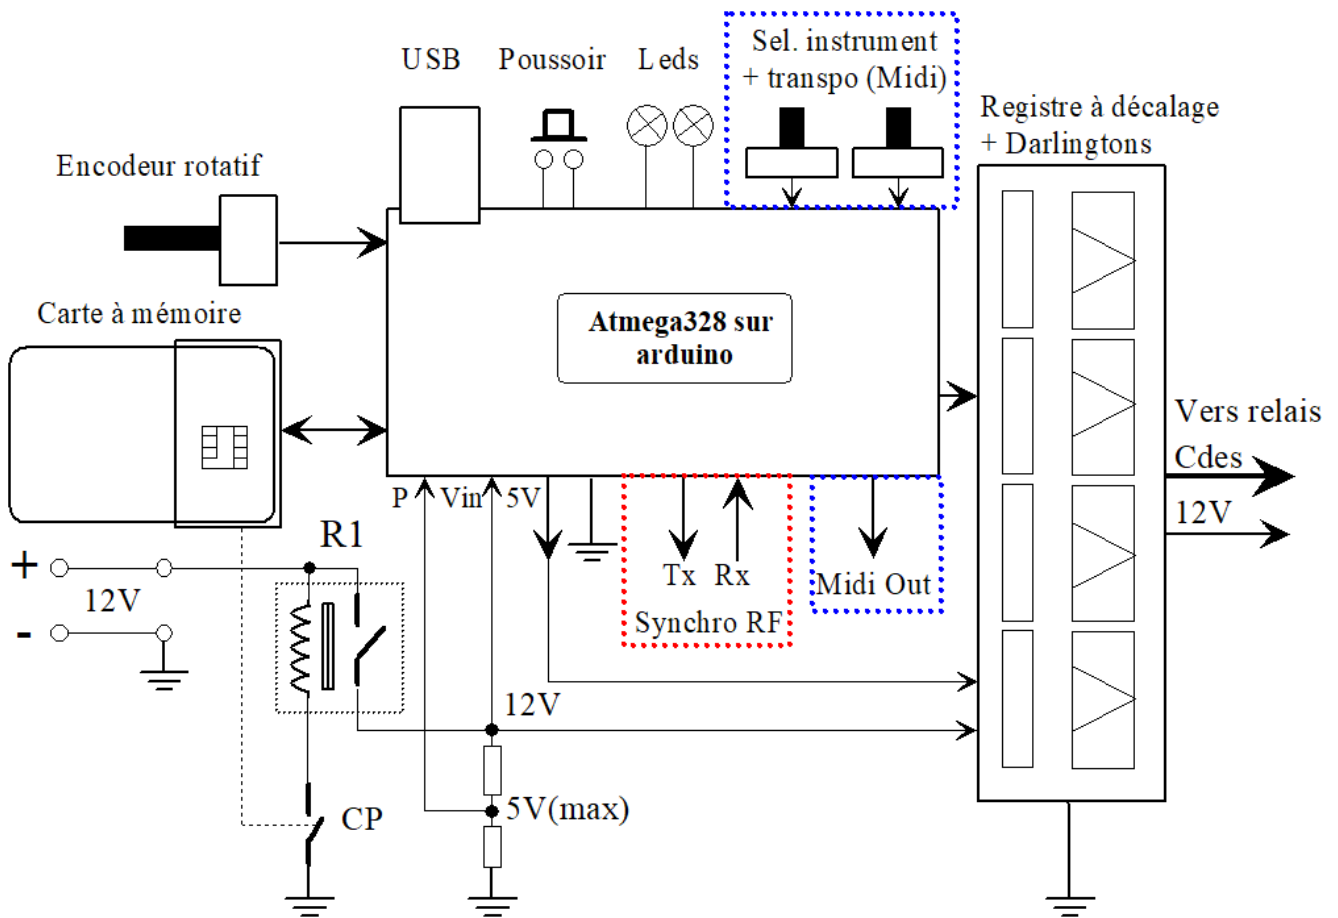 USB
Poussoir
Leds
Sel. instrument
+ transpo (Midi)
Registre à décalage
+ Darlingtons
Encodeur rotatif
Carte à mémoire
Atmega328 sur
arduino
Vers relais
Cdes
12V
P
Vin
5V
R1
+
12V
-
Tx
Rx
Synchro RF
Midi Out
12V
5V(max)
CP